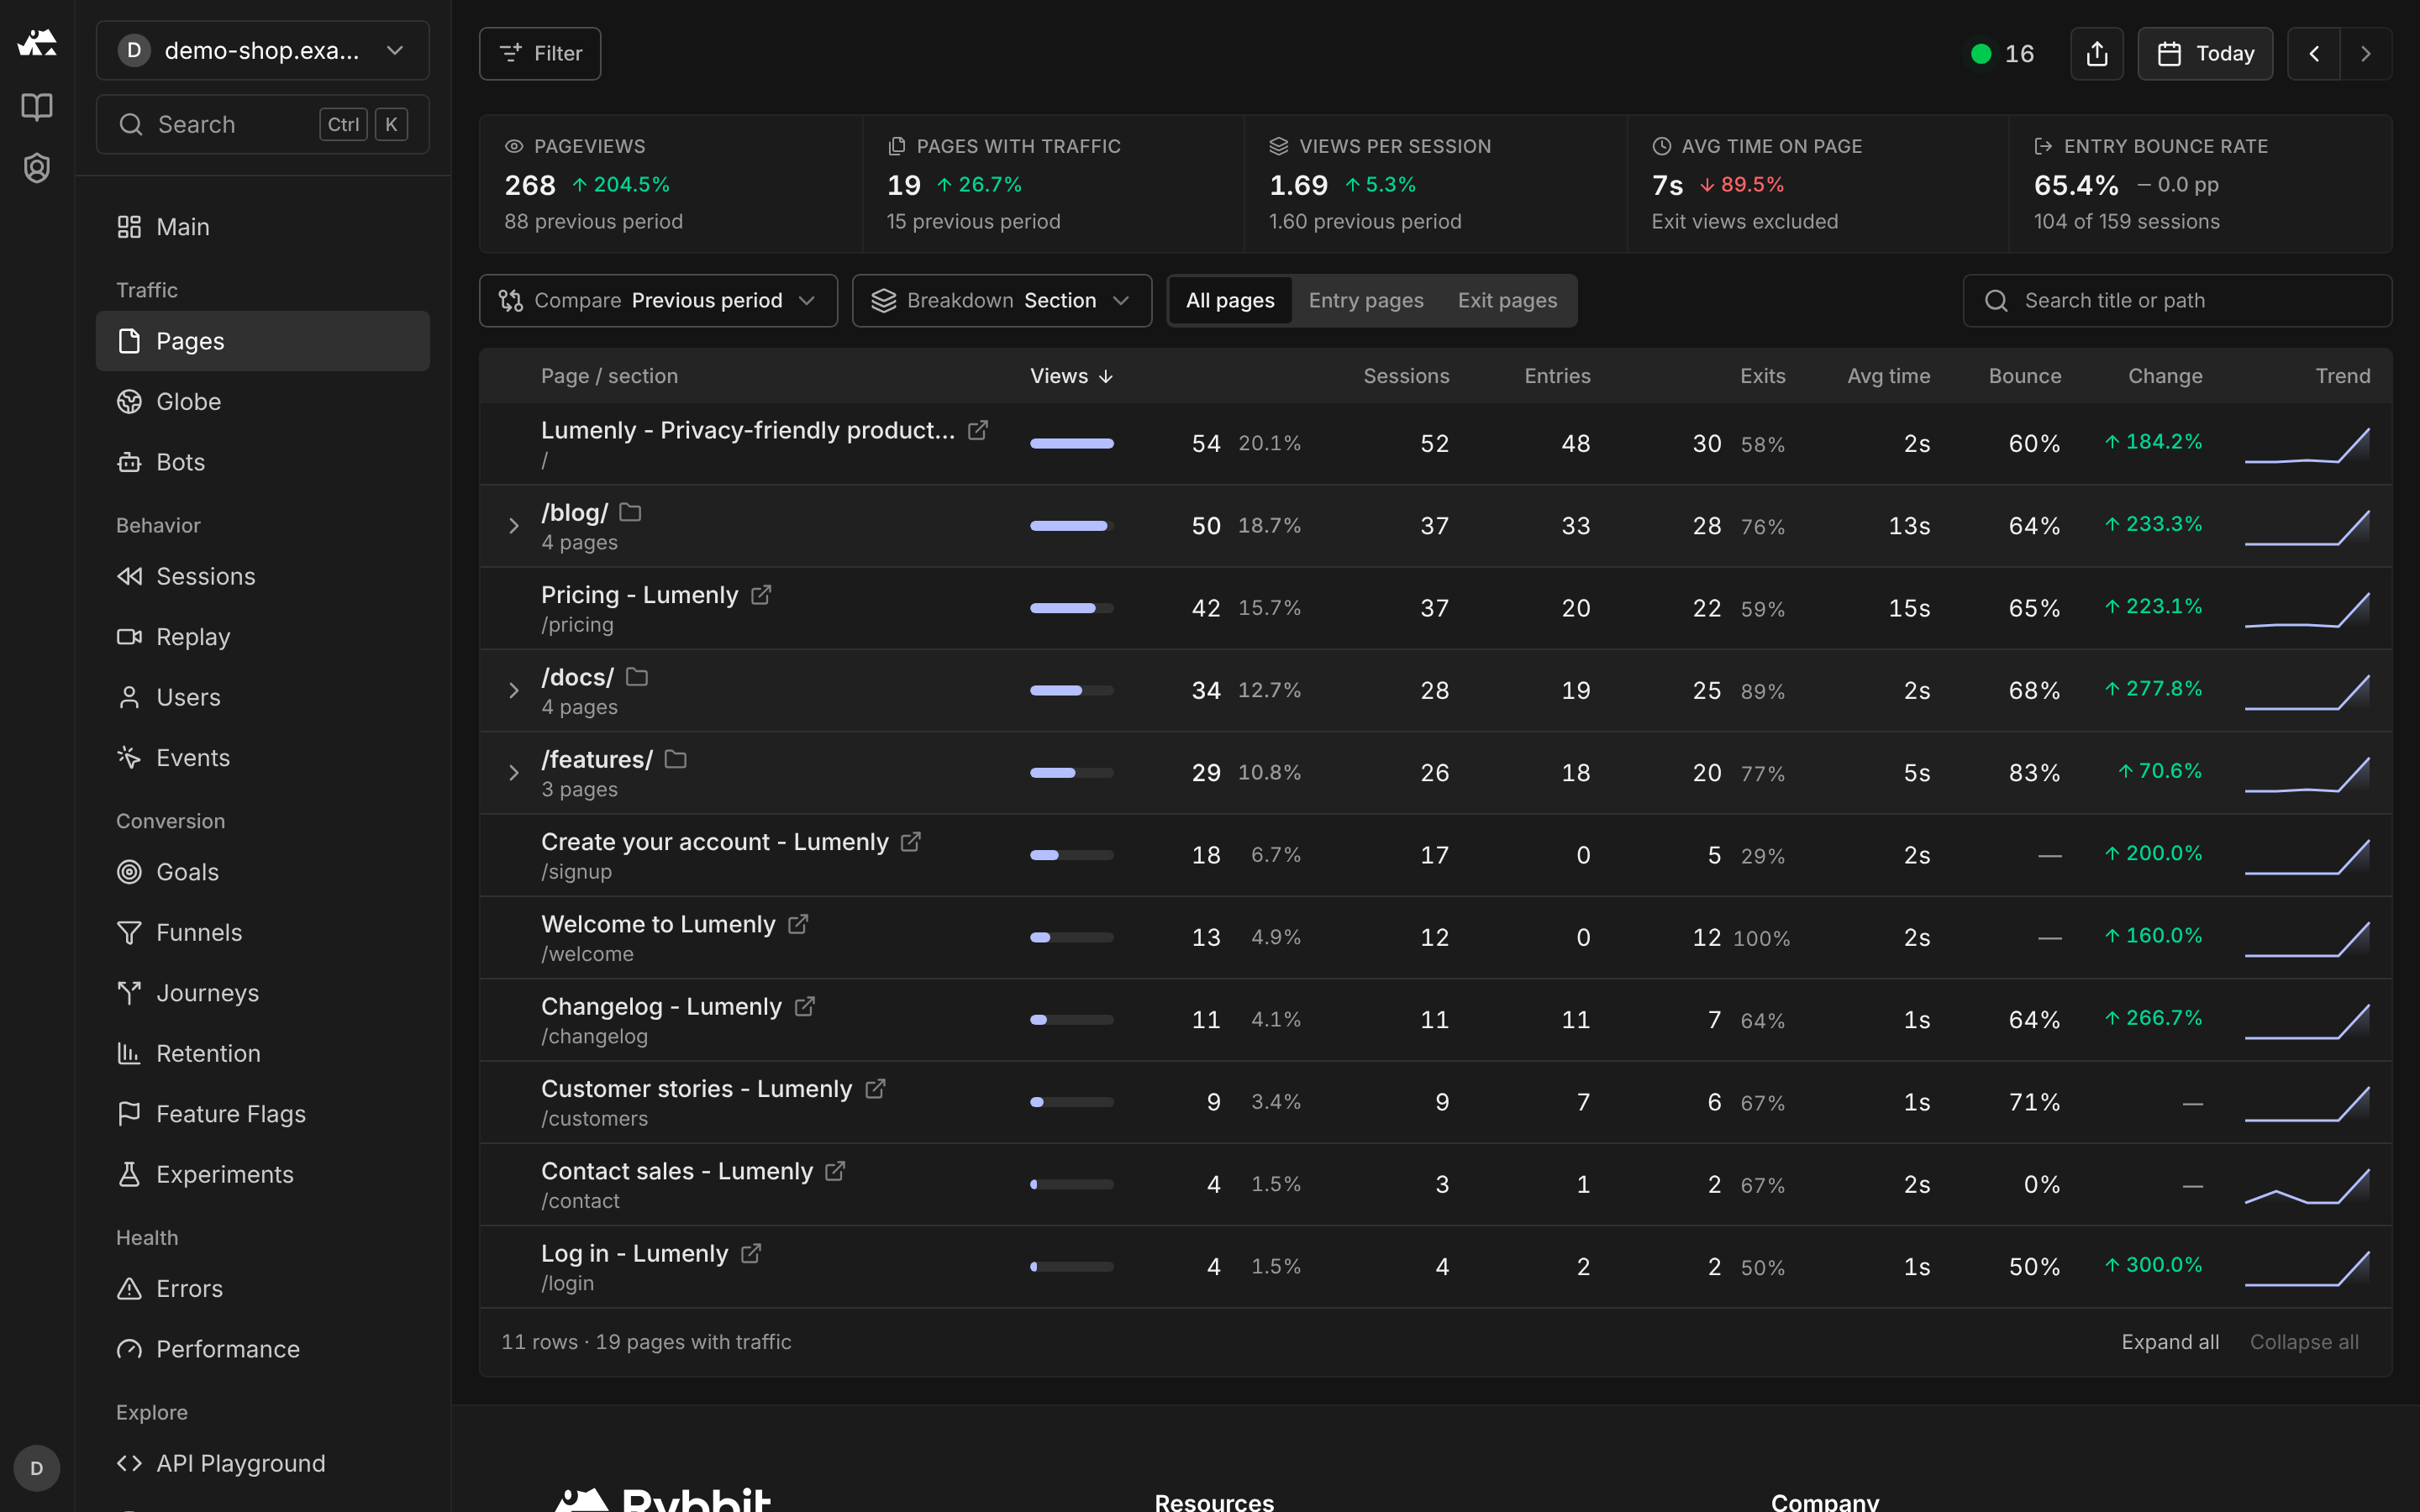 D demo-shop.exa...
Search Ctrl K
Main
Traffic
Pages
Globe
Bots
Behavior
Sessions
Replay
Users
Events
Conversion
Goals
Funnels
Journeys
Retention
Feature Flags
Experiments
Health
Errors
Performance
Explore
API Playground
D
Filter
16
Today
PAGEVIEWS
268 ↑ 204.5%
88 previous period
PAGES WITH TRAFFIC
19 ↑ 26.7%
15 previous period
VIEWS PER SESSION
1.69 ↑ 5.3%
1.60 previous period
AVG TIME ON PAGE
7s ↓ 89.5%
Exit views excluded
ENTRY BOUNCE RATE
65.4% — 0.0 pp
104 of 159 sessions
Compare Previous period
Breakdown Section
All pages Entry pages Exit pages
Search title or path
Page / section Views ↓ Sessions Entries Exits Avg time Bounce Change Trend
Lumenly - Privacy-friendly product... 54 20.1% 52 48 30 58% 2s 60% ↑ 184.2%
/
/blog/ 50 18.7% 37 33 28 76% 13s 64% ↑ 233.3%
4 pages
Pricing - Lumenly 42 15.7% 37 20 22 59% 15s 65% ↑ 223.1%
/pricing
/docs/ 34 12.7% 28 19 25 89% 2s 68% ↑ 277.8%
4 pages
/features/ 29 10.8% 26 18 20 77% 5s 83% ↑ 70.6%
3 pages
Create your account - Lumenly 18 6.7% 17 0 5 29% 2s — ↑ 200.0%
/signup
Welcome to Lumenly 13 4.9% 12 0 12 100% 2s — ↑ 160.0%
/welcome
Changelog - Lumenly 11 4.1% 11 11 7 64% 1s 64% ↑ 266.7%
/changelog
Customer stories - Lumenly 9 3.4% 9 7 6 67% 1s 71% —
/customers
Contact sales - Lumenly 4 1.5% 3 1 2 67% 2s 0% —
/contact
Log in - Lumenly 4 1.5% 4 2 2 50% 1s 50% ↑ 300.0%
/login
11 rows · 19 pages with traffic
Expand all Collapse all
Rybbit
Resources
Company